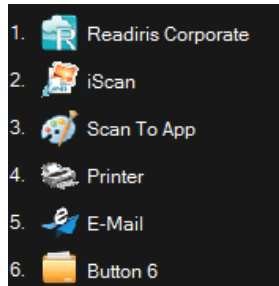 1. Readiris Corporate
2. iScan
3. Scan To App
4. Printer
5. E-Mail
6. Button 6